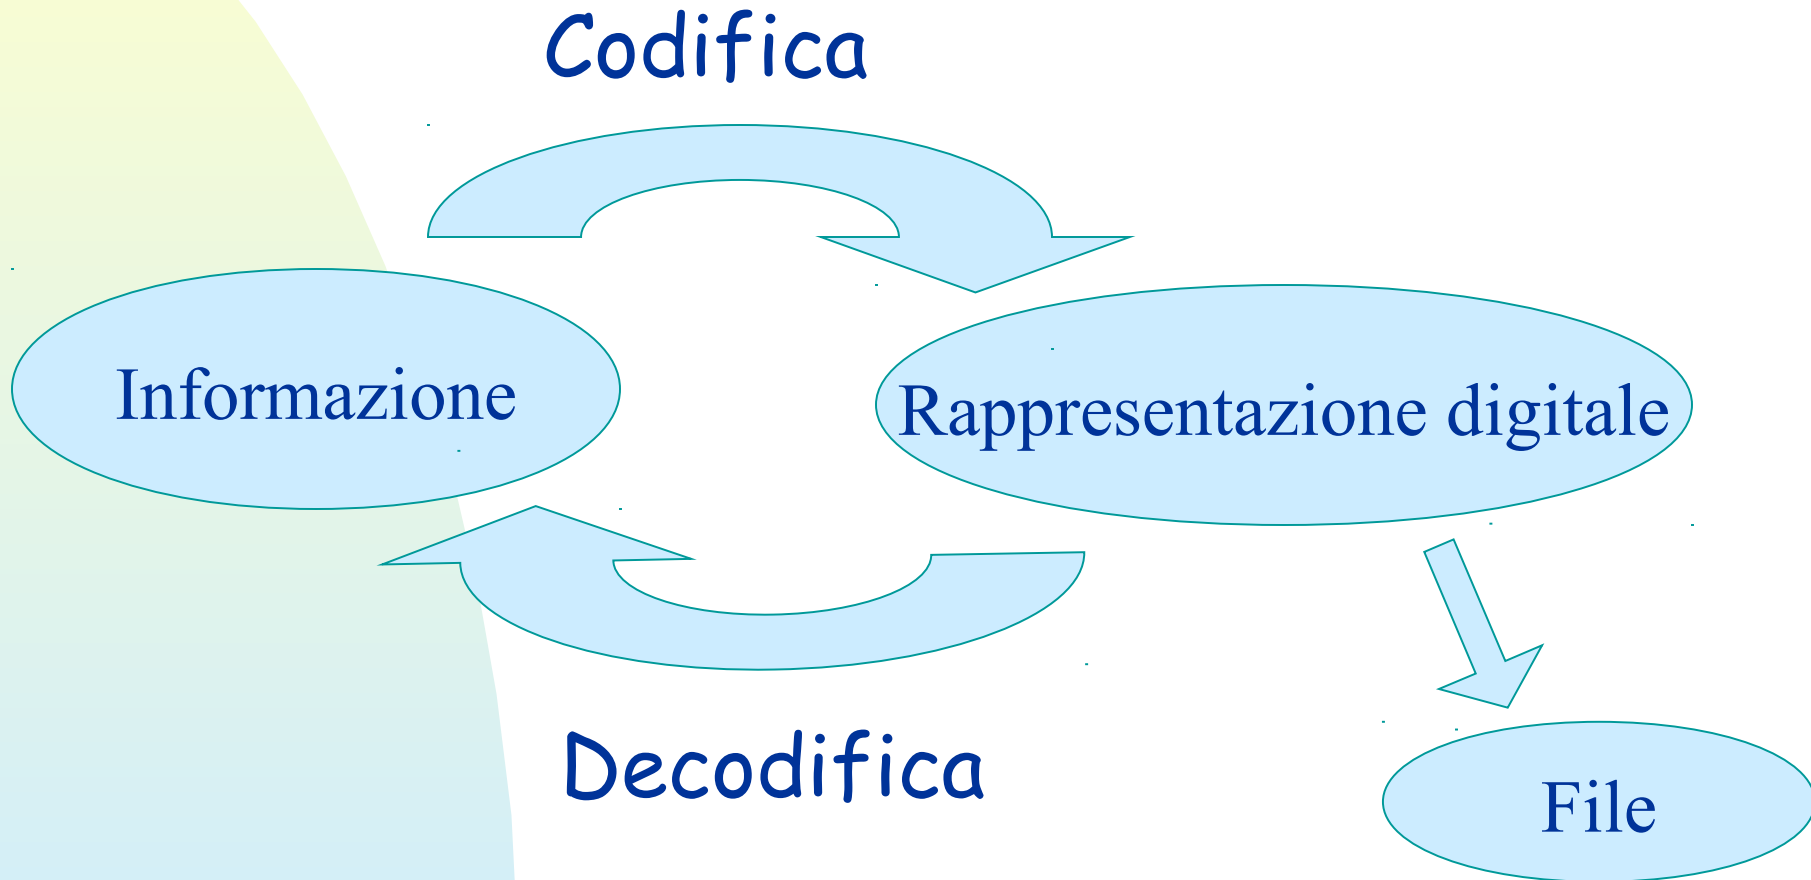 Codifica
Informazione
Rappresentazione digitale
Decodifica
File